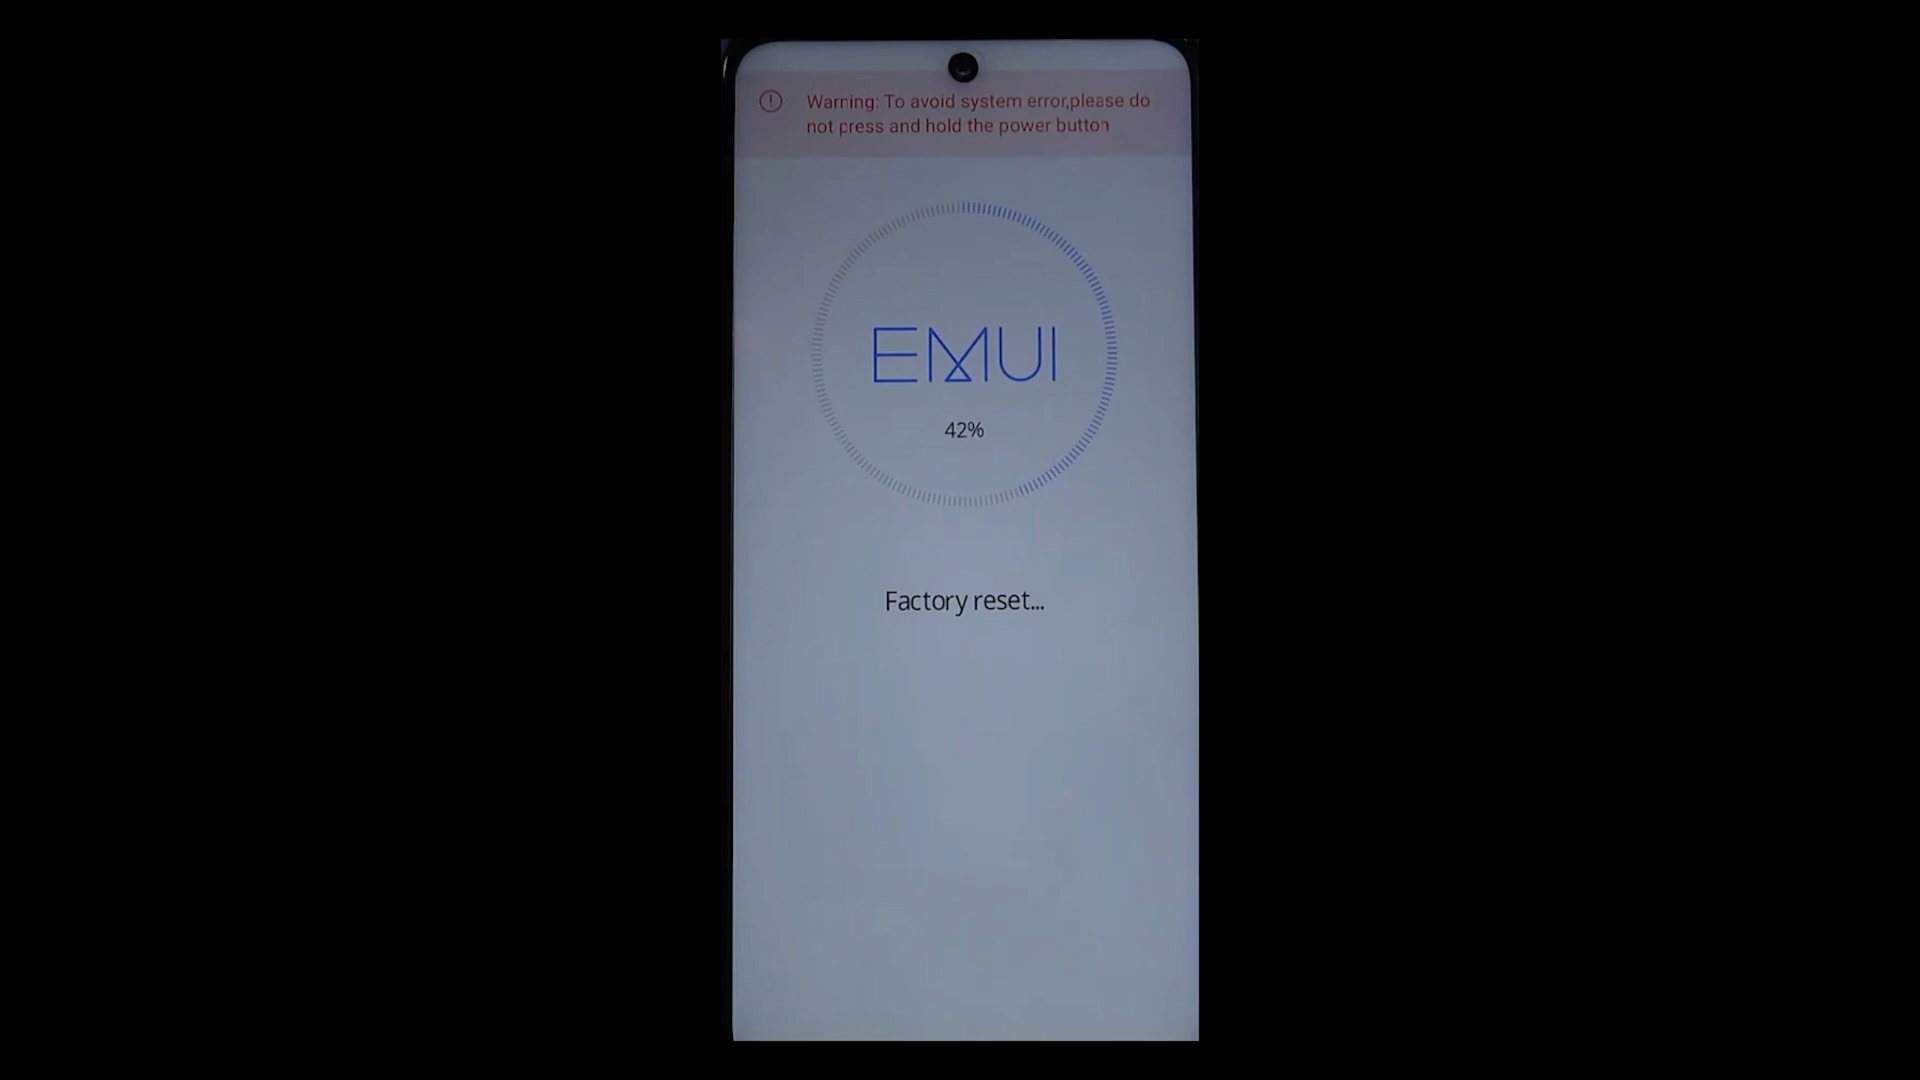 Warning: To avoid system error,please do
not press and hold the power button
EMUI
42%
Factory reset...